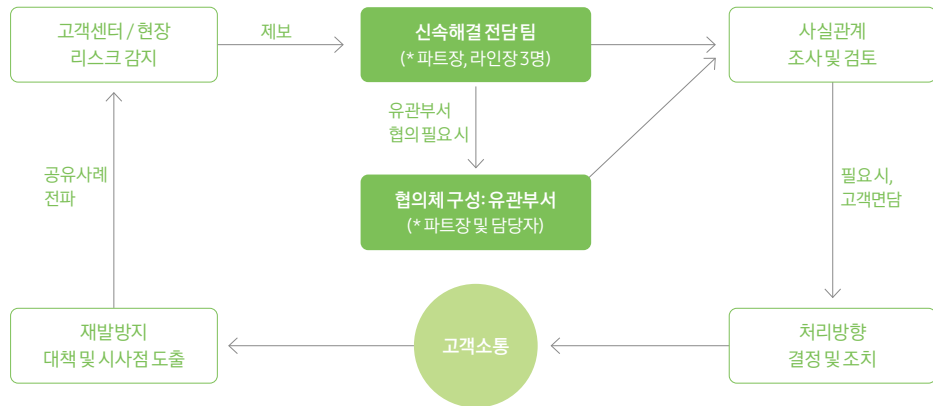 고객센터 / 현장
리스크 감지
제보
신속해결 전담팀
(* 파트장, 라인장 3명)
사실관계
조사 및 검토
유관부서
협의 필요 시
공유사례
전파
협의체 구성: 유관부서
(* 파트장 및 담당자)
필요 시,
고객면담
재발방지
대책 및 시사점 도출
고객소통
처리방향
결정 및 조치